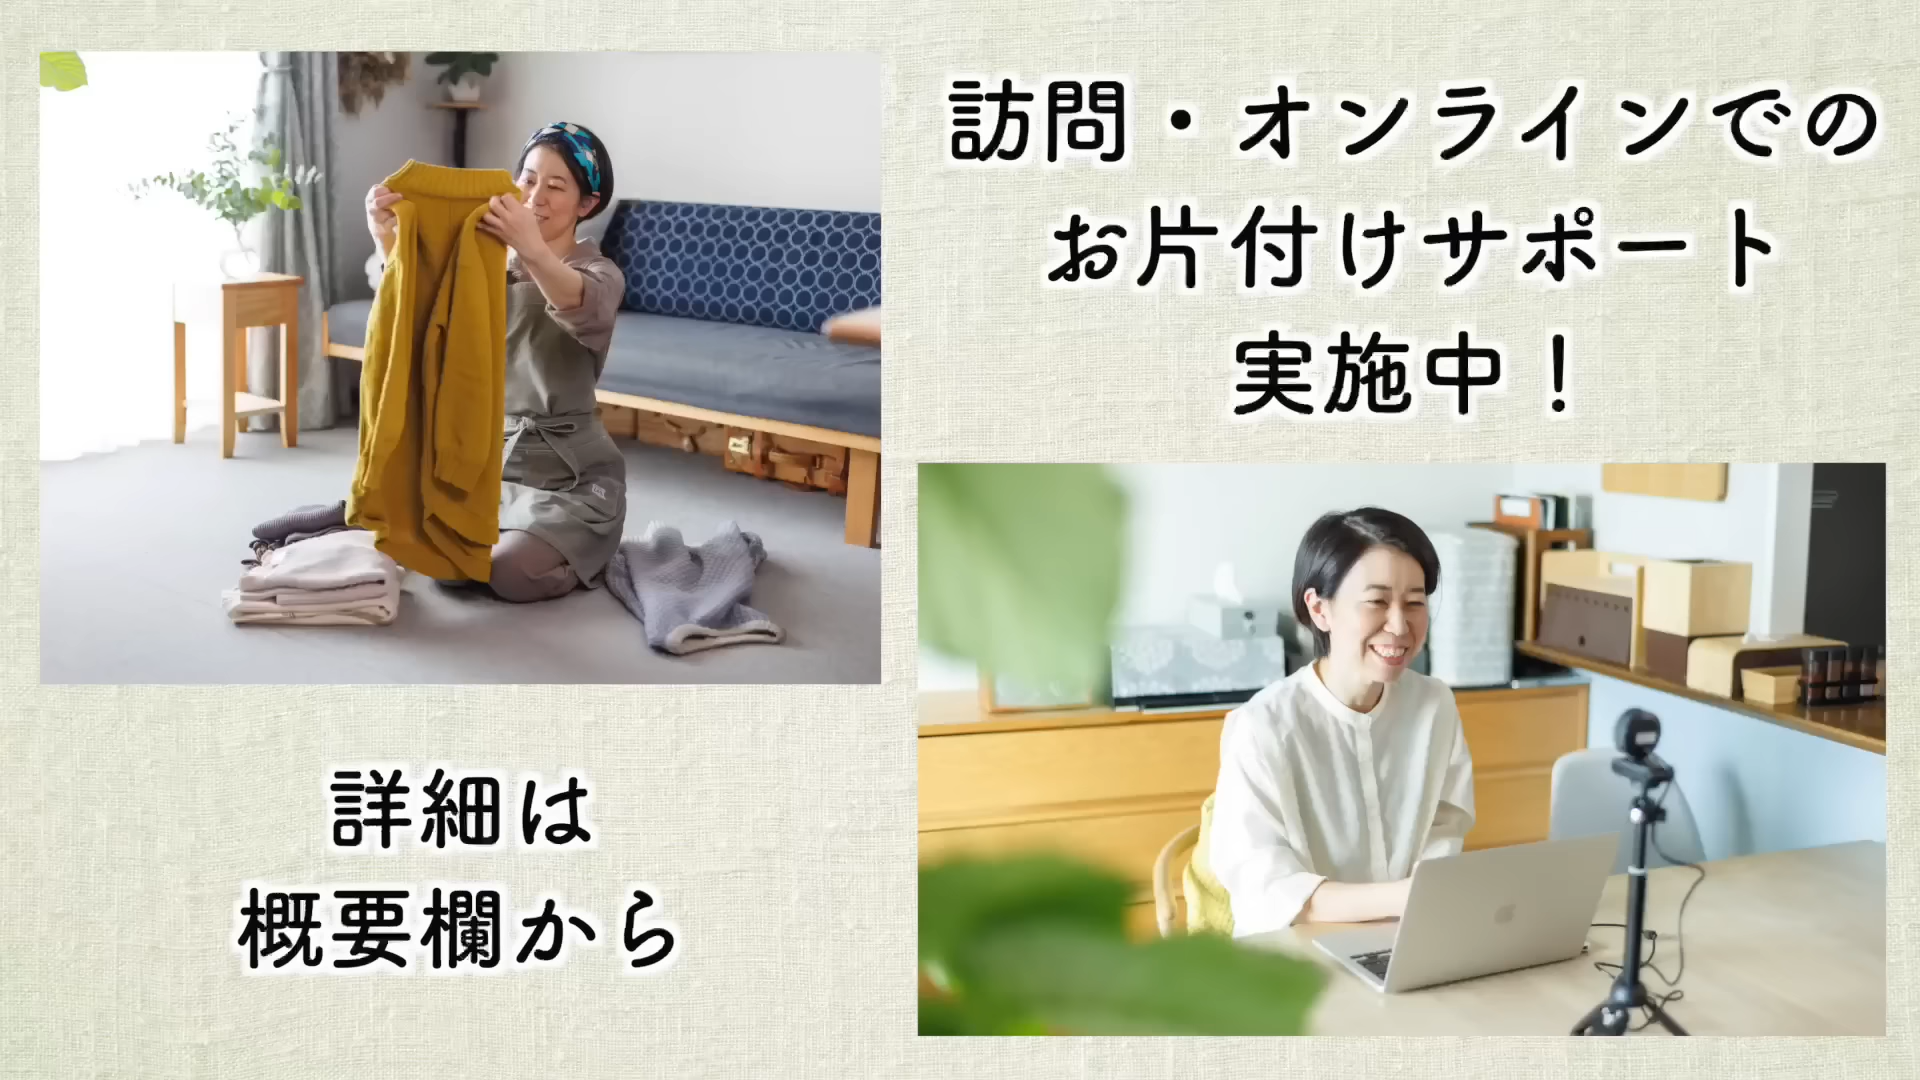 訪問・オンラインでの
お片付けサポート
実施中！
詳細は
概要欄から